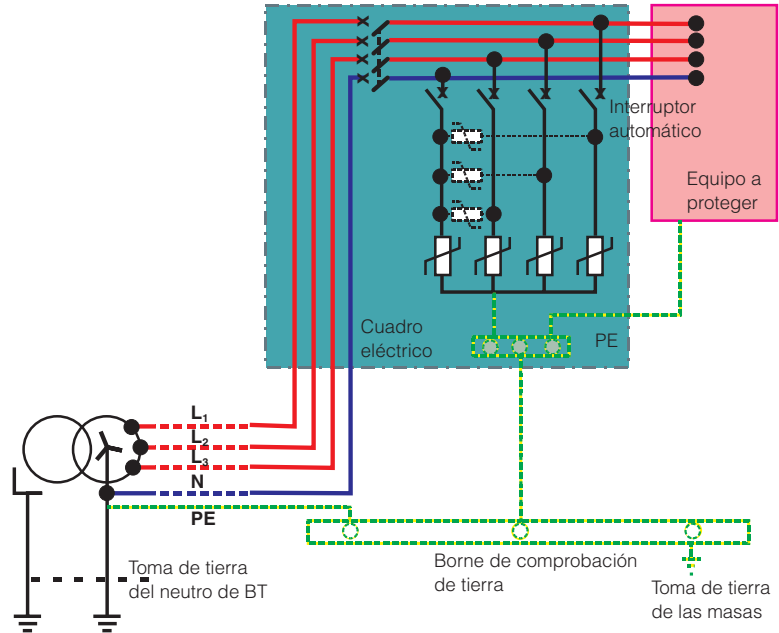 Interruptor
automático
Equipo a
proteger
Cuadro
eléctrico
PE
L₁
L₂
L₃
N
PE
Toma de tierra
del neutro de BT
Borne de comprobación
de tierra
Toma de tierra
de las masas